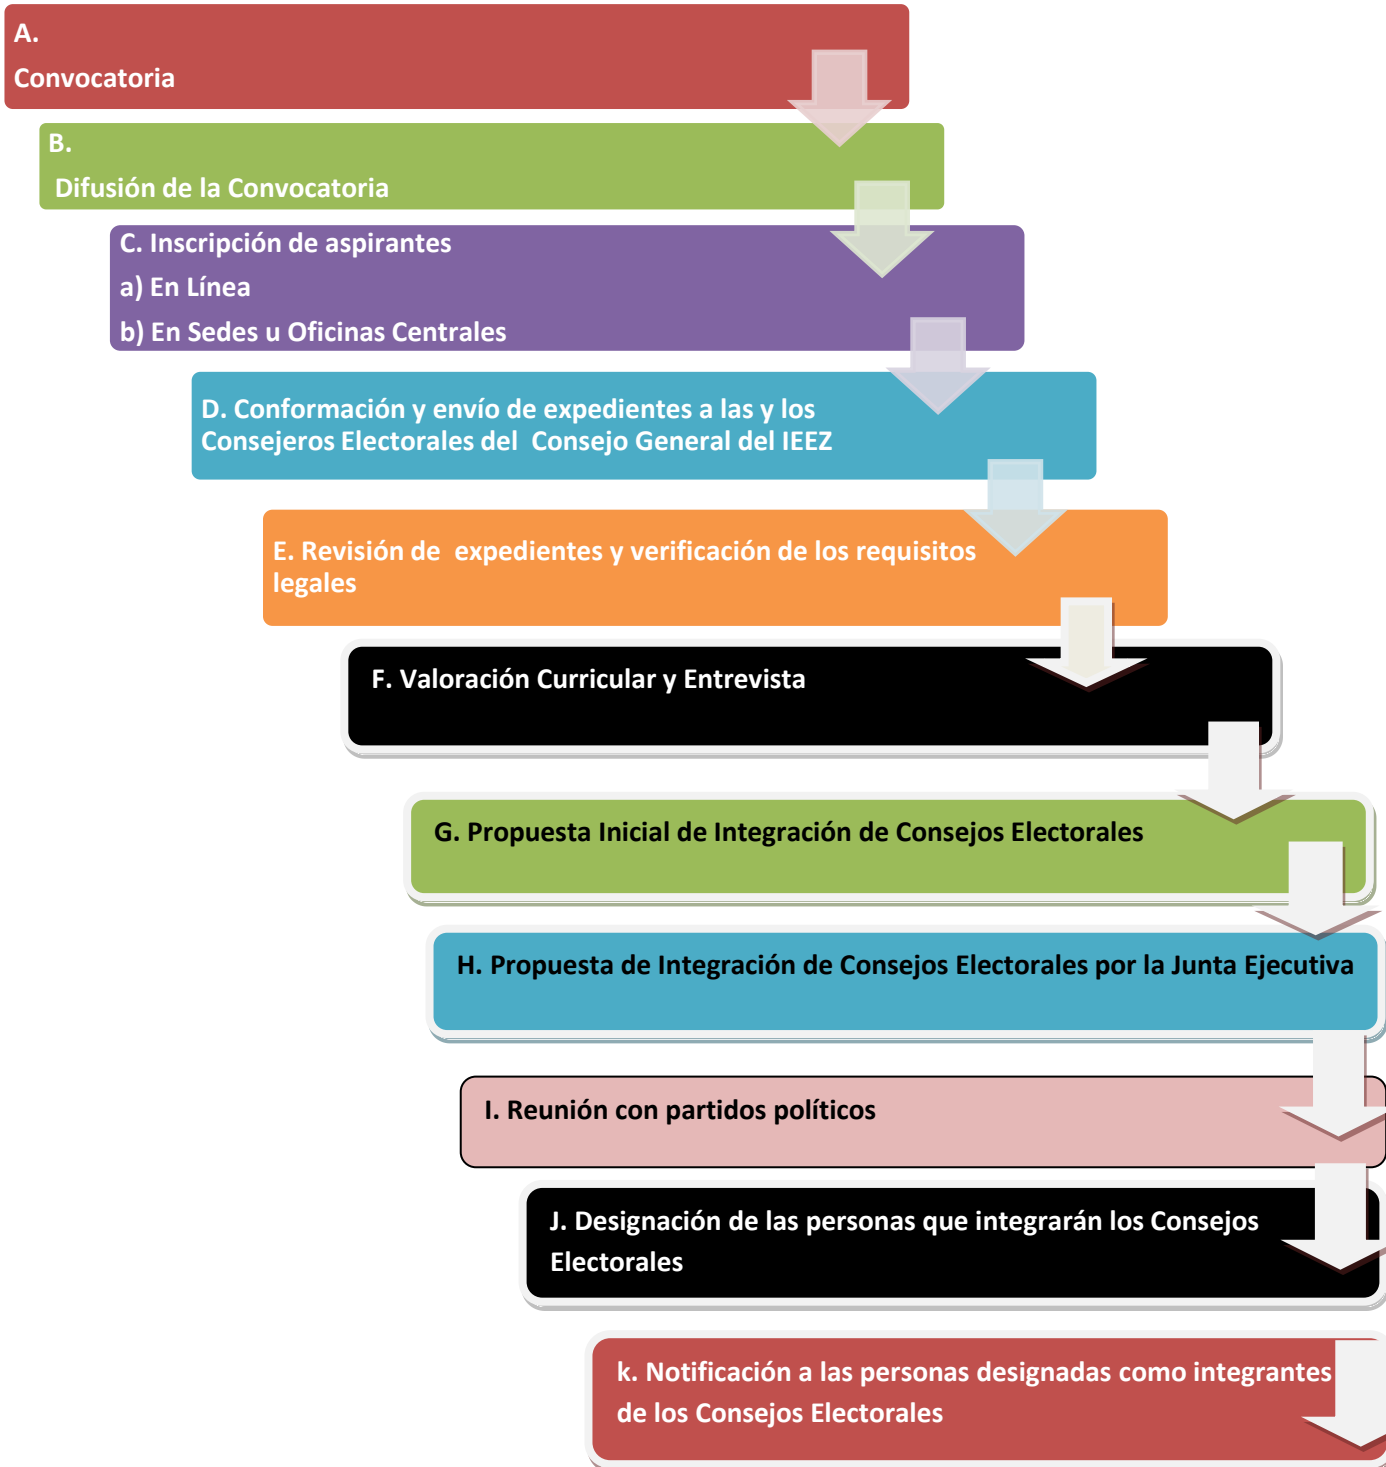 A.
Convocatoria
B.
Difusión de la Convocatoria
C. Inscripción de aspirantes
a) En Línea
b) En Sedes u Oficinas Centrales
D. Conformación y envío de expedientes a las y los
Consejeros Electorales del Consejo General del IEEZ
E. Revisión de expedientes y verificación de los requisitos
legales
F. Valoración Curricular y Entrevista
G. Propuesta Inicial de Integración de Consejos Electorales
H. Propuesta de Integración de Consejos Electorales por la Junta Ejecutiva
I. Reunión con partidos políticos
J. Designación de las personas que integrarán los Consejos
Electorales
k. Notificación a las personas designadas como integrantes
de los Consejos Electorales